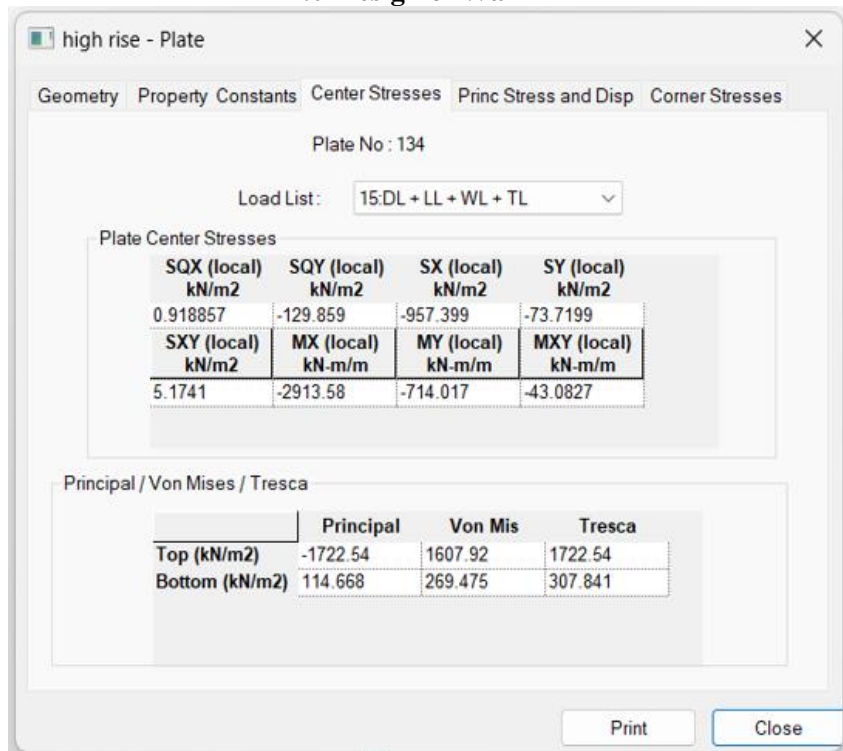 high rise - Plate
Geometry Property Constants Center Stresses Princ Stress and Disp Corner Stresses
Plate No : 134
Load List : 15:DL + LL + WL + TL
Plate Center Stresses
SQX (local) SQY (local) SX (local) SY (local)
kN/m2 kN/m2 kN/m2 kN/m2
0.918857 -129.859 -957.399 -73.7199
SXY (local) MX (local) MY (local) MXY (local)
kN/m2 kN-m/m kN-m/m kN-m/m
5.1741 -2913.58 -714.017 -43.0827
Principal / Von Mises / Tresca
Principal Von Mis Tresca
Top (kN/m2) -1722.54 1607.92 1722.54
Bottom (kN/m2) 114.668 269.475 307.841
Print Close